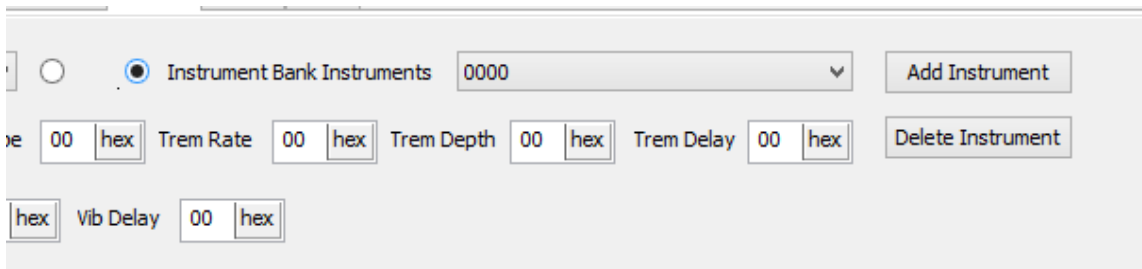 Instrument Bank Instruments 0000 Add Instrument
00 hex Trem Rate 00 hex Trem Depth 00 hex Trem Delay 00 hex Delete Instrument
hex Vib Delay 00 hex